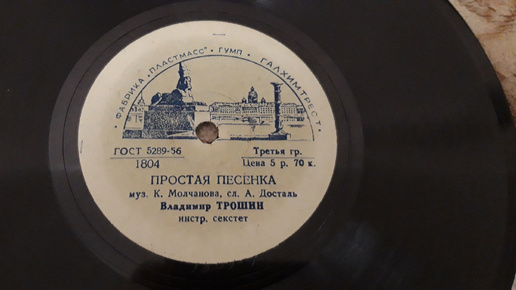 ФАБРИКА „ПЛАСТМАСС" • ГУМП • ГАЛХИМТРЕСТ •
ГОСТ 5289-56
1804
Третья гр.
Цена 5 р. 70 к.
ПРОСТАЯ ПЕСЕНКА
муз. К. Молчанова, сл. А. Досталь
Владимир ТРОШИН
инстр. секстет